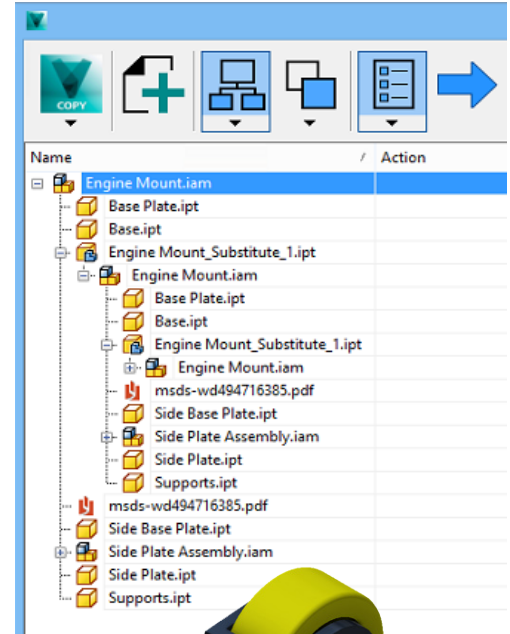 COPY
Name / Action
Engine Mount.iam
Base Plate.ipt
Base.ipt
Engine Mount_Substitute_1.ipt
Engine Mount.iam
Base Plate.ipt
Base.ipt
Engine Mount_Substitute_1.ipt
Engine Mount.iam
msds-wd494716385.pdf
Side Base Plate.ipt
Side Plate Assembly.iam
Side Plate.ipt
Supports.ipt
msds-wd494716385.pdf
Side Base Plate.ipt
Side Plate Assembly.iam
Side Plate.ipt
Supports.ipt